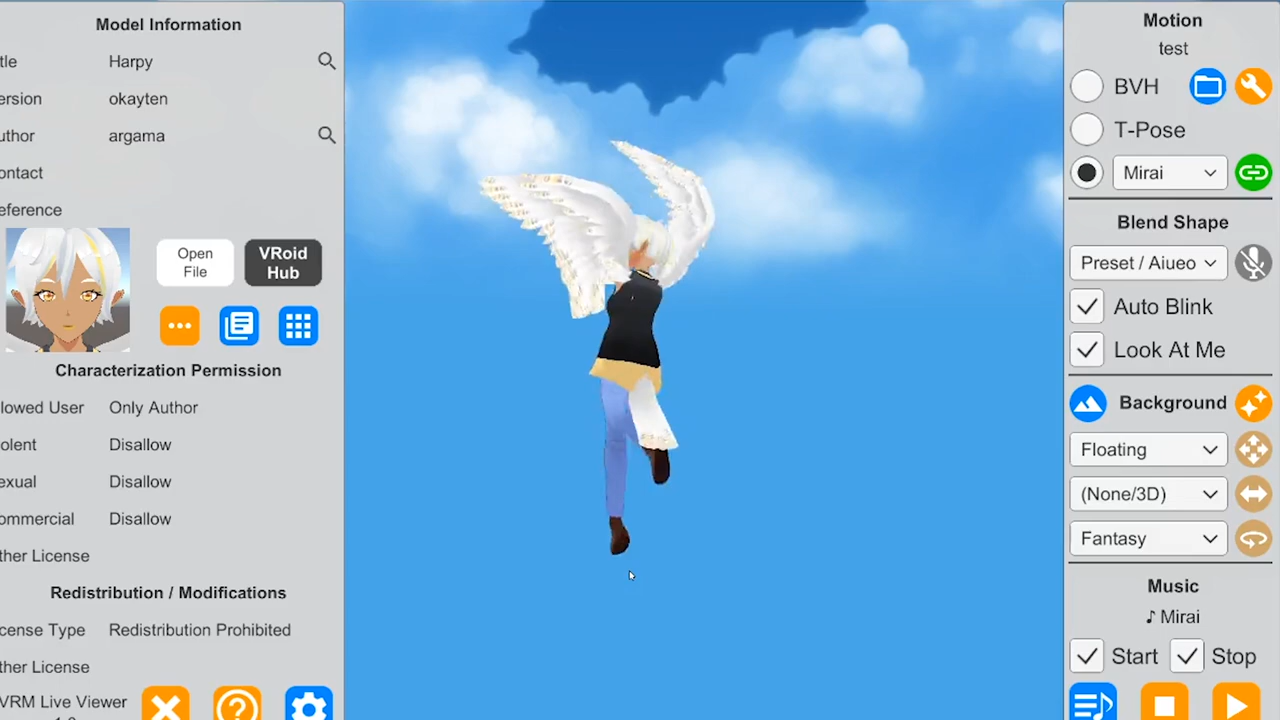 Model Information
tle Harpy
ersion okayten
uthor argama
ontact
eference
Open
File
VRoid
Hub
Characterization Permission
lowed User Only Author
olent Disallow
exual Disallow
ommercial Disallow
ther License
Redistribution / Modifications
cense Type Redistribution Prohibited
ther License
VRM Live Viewer
Motion
test
BVH
T-Pose
Mirai
Blend Shape
Preset / Aiueo
Auto Blink
Look At Me
Background
Floating
(None/3D)
Fantasy
Music
♪ Mirai
Start Stop